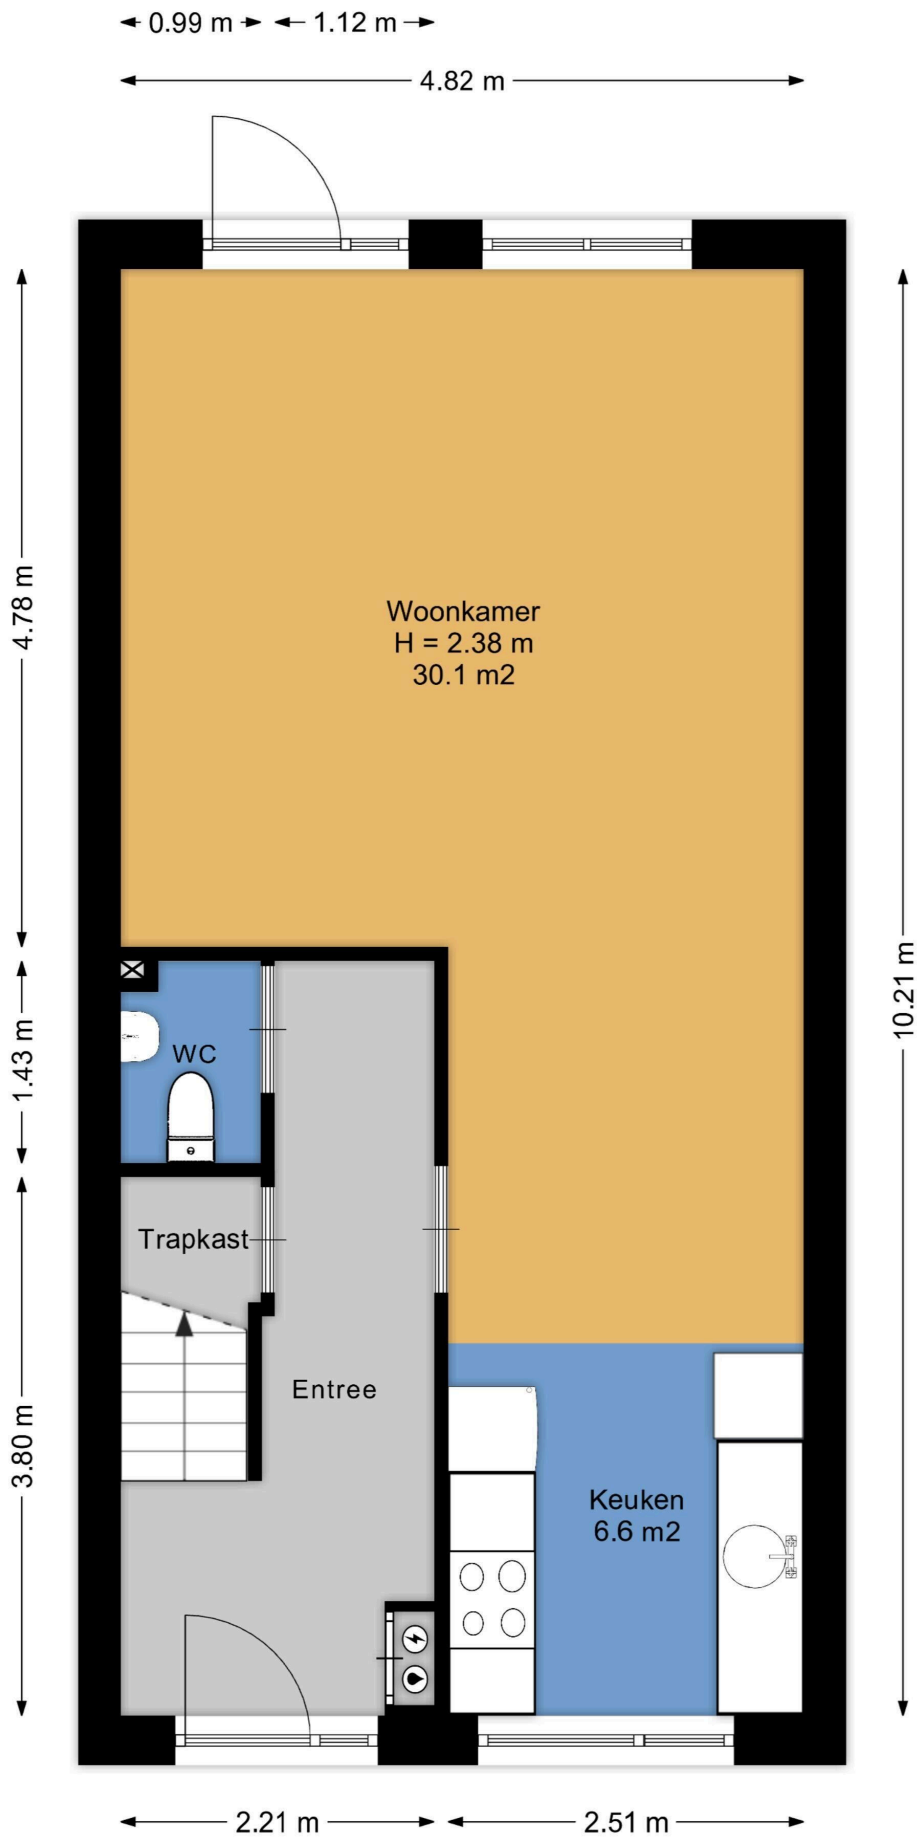 0.99 m
1.12 m
4.82 m
4.78 m
Woonkamer
H = 2.38 m
30.1 m2
10.21 m
1.43 m
WC
Trapkast
Entree
3.80 m
Keuken
6.6 m2
2.21 m
2.51 m